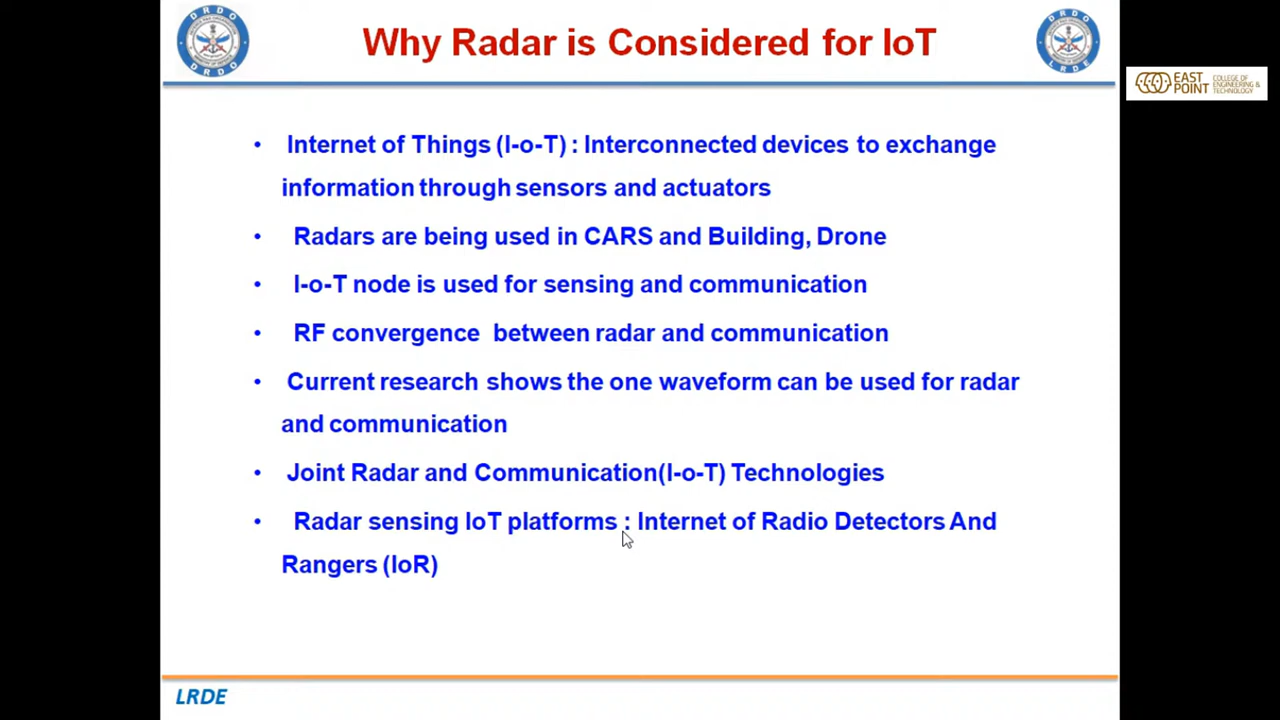 DRDO
DRDO
Why Radar is Considered for IoT
DRDO
LRDE
EAST POINT
COLLEGE OF ENGINEERING & TECHNOLOGY
• Internet of Things (I-o-T) : Interconnected devices to exchange
information through sensors and actuators
• Radars are being used in CARS and Building, Drone
• I-o-T node is used for sensing and communication
• RF convergence between radar and communication
• Current research shows the one waveform can be used for radar
and communication
• Joint Radar and Communication(I-o-T) Technologies
• Radar sensing IoT platforms : Internet of Radio Detectors And
Rangers (IoR)
LRDE